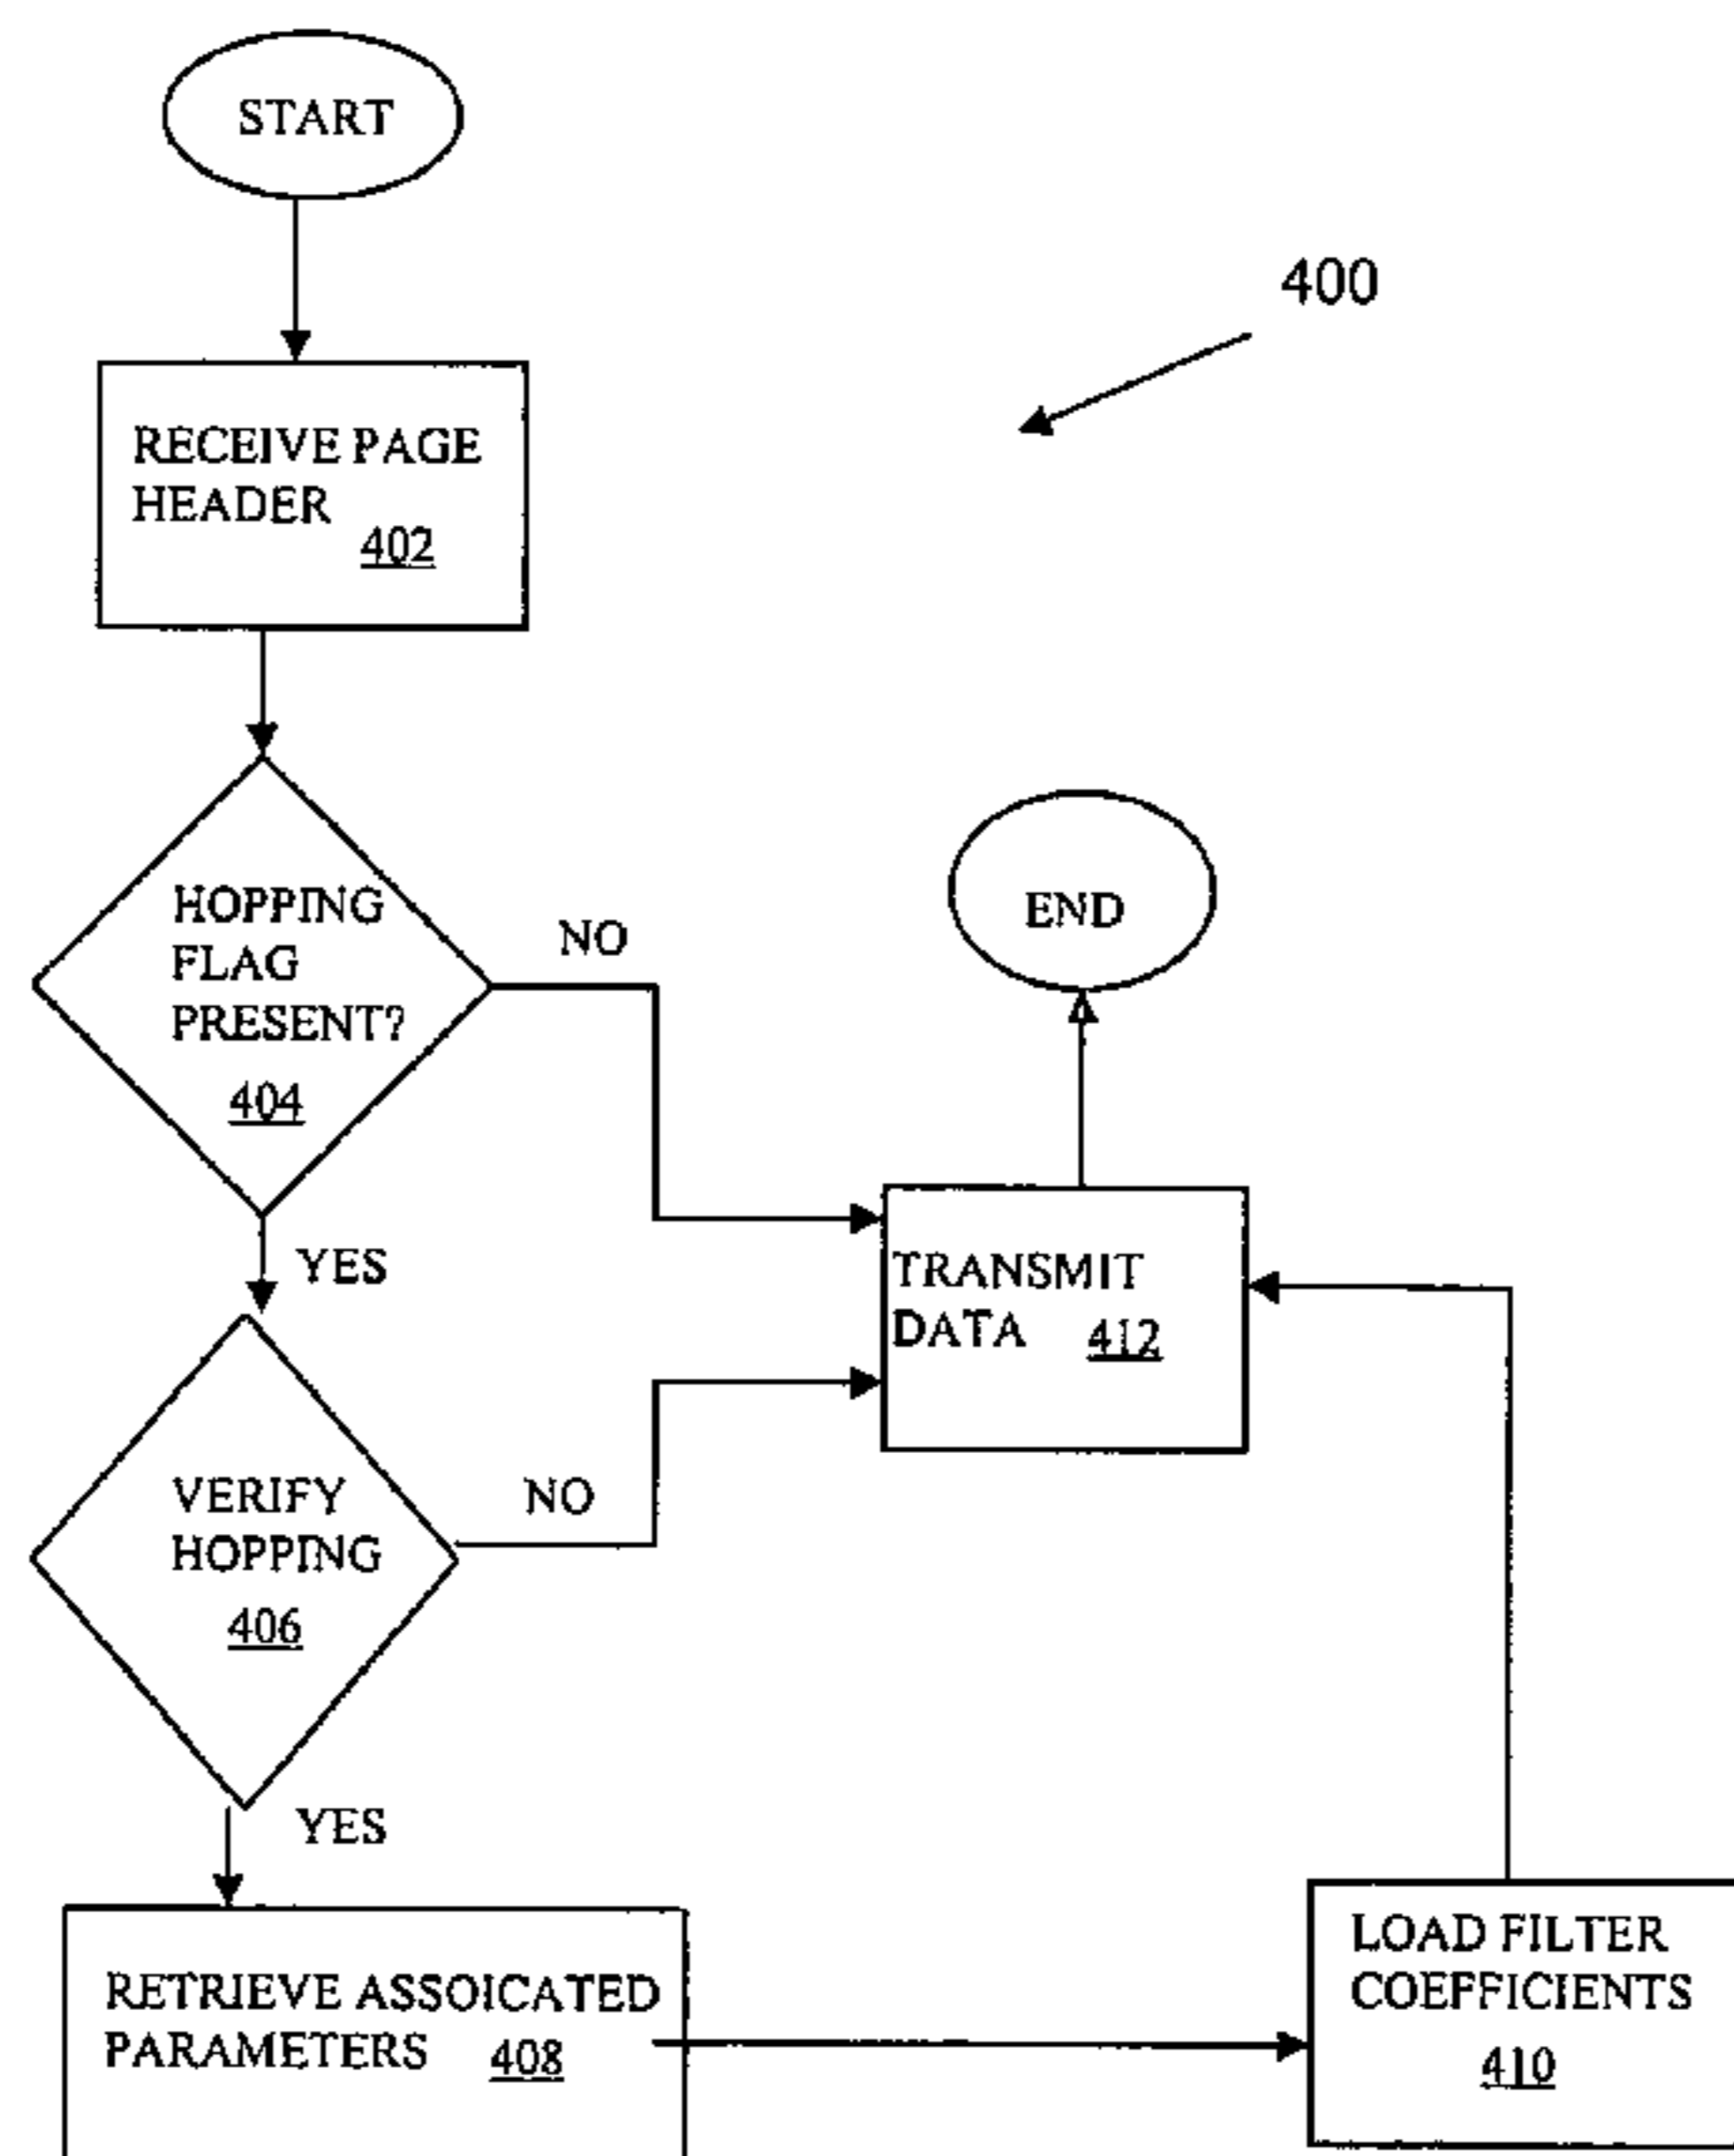 START
400
RECEIVE PAGE
HEADER
402
HOPPING
FLAG
PRESENT?
404
NO
END
YES
TRANSMIT
DATA 412
VERIFY
HOPPING
406
NO
YES
RETRIEVE ASSOICATED
PARAMETERS 408
LOAD FILTER
COEFFICIENTS
410